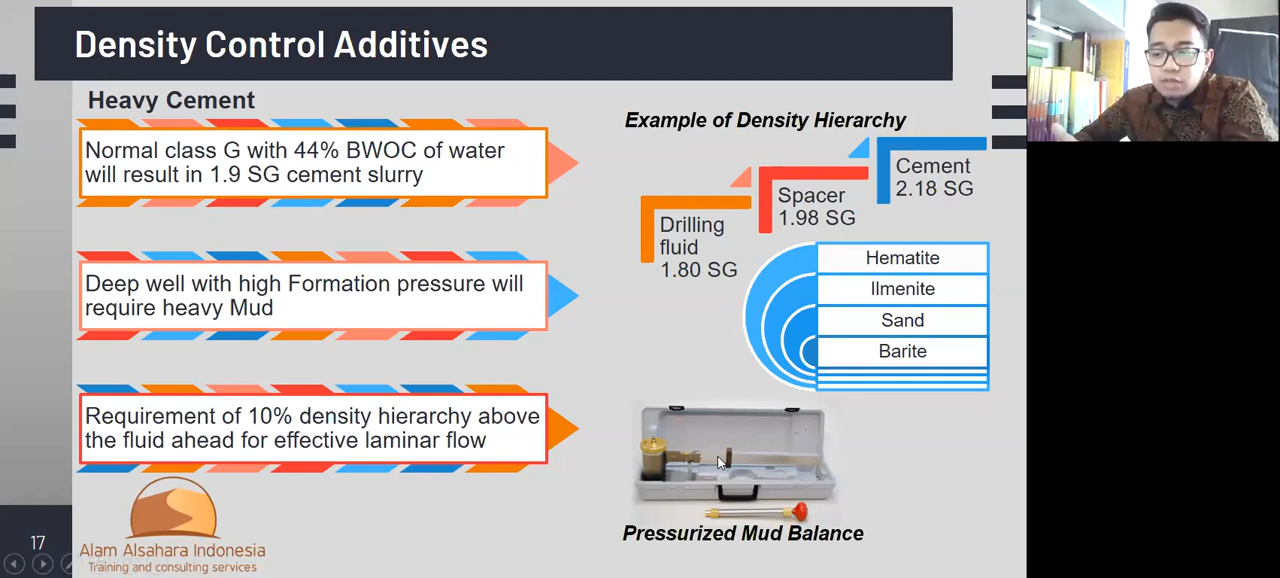 Density Control Additives
Heavy Cement
Normal class G with 44% BWOC of water
will result in 1.9 SG cement slurry
Deep well with high Formation pressure will
require heavy Mud
Requirement of 10% density hierarchy above
the fluid ahead for effective laminar flow
Example of Density Hierarchy
Drilling
fluid
1.80 SG
Spacer
1.98 SG
Cement
2.18 SG
Hematite
Ilmenite
Sand
Barite
Pressurized Mud Balance
17
Alam Alsahara Indonesia
Training and consulting services